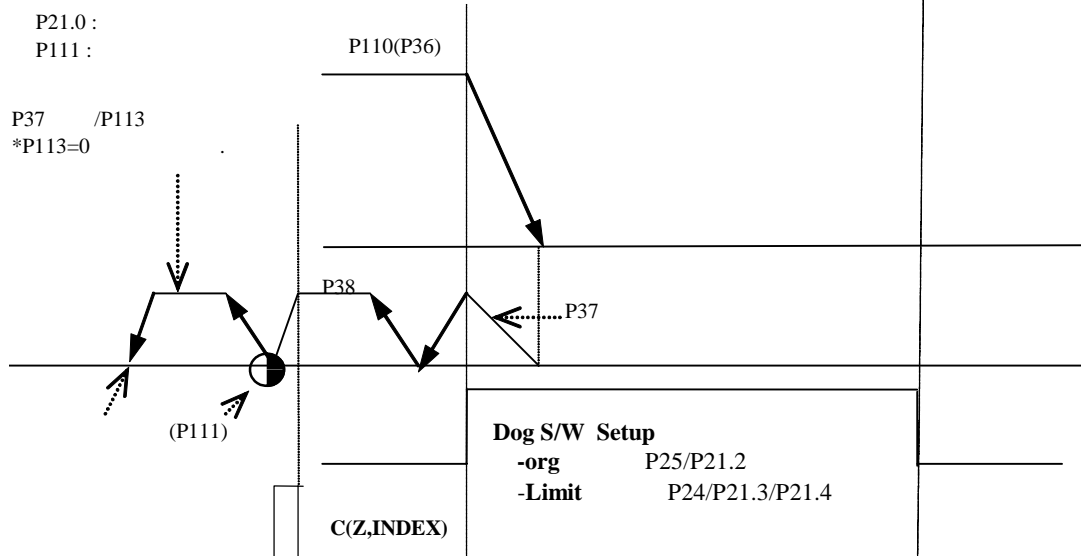 P21.0 :
P111 :
P110(P36)
P37 /P113
*P113=0 .
P38
P37
(P111)
Dog S/W Setup
-org P25/P21.2
-Limit P24/P21.3/P21.4
C(Z,INDEX)